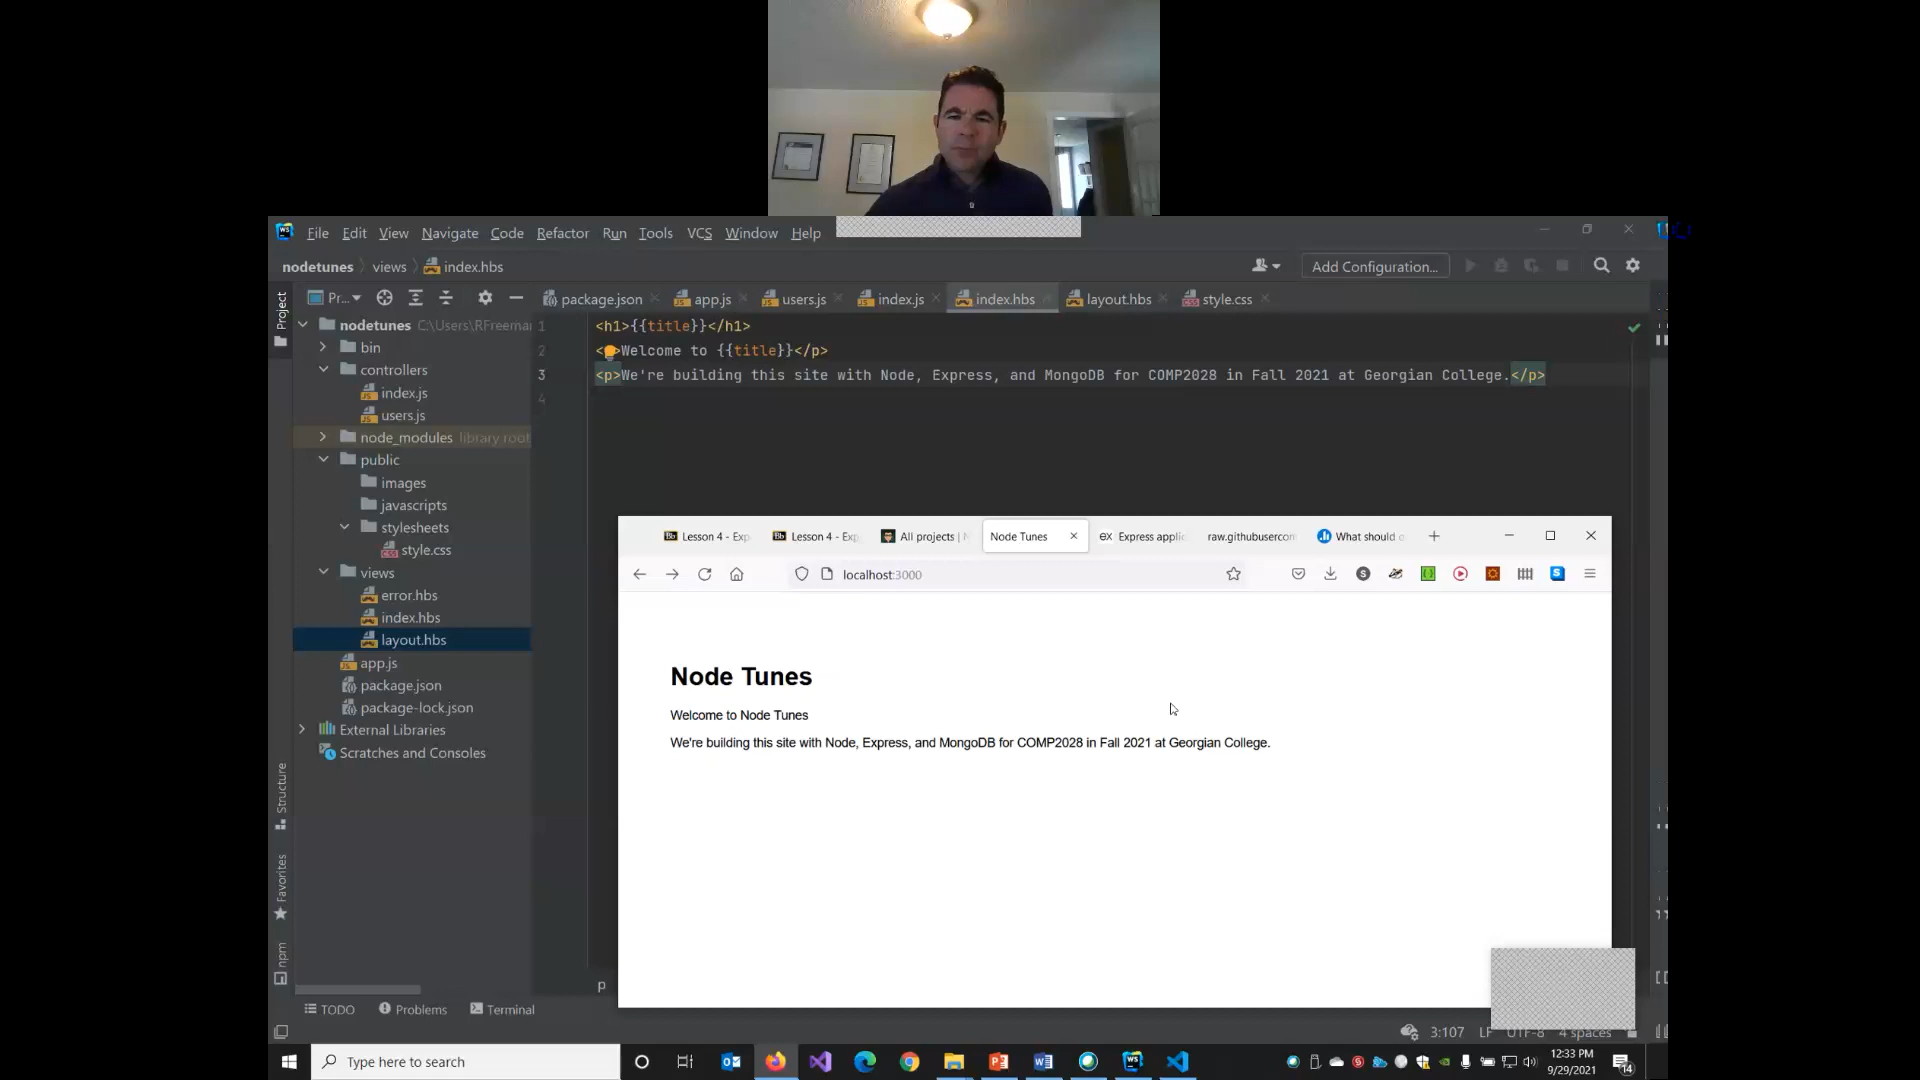 File Edit View Navigate Code Refactor Run Tools VCS Window Help
nodetunes views index.hbs
Add Configuration...
Project
Pr...
package.json app.js users.js index.js index.hbs layout.hbs style.css
nodetunes C:\Users\RFreema
bin
controllers
index.js
users.js
node_modules library root
public
images
javascripts
stylesheets
style.css
views
error.hbs
index.hbs
layout.hbs
app.js
package.json
package-lock.json
External Libraries
Scratches and Consoles
1 <h1>{{title}}</h1>
2 Welcome to {{title}}</p>
3 <p>We're building this site with Node, Express, and MongoDB for COMP2028 in Fall 2021 at Georgian College.</p>
4
Lesson 4 - Exp Lesson 4 - Exp All projects | Node Tunes Express applic raw.githubusercon What should
localhost:3000
Node Tunes
Welcome to Node Tunes
We're building this site with Node, Express, and MongoDB for COMP2028 in Fall 2021 at Georgian College.
Structure
Favorites
npm
p
TODO Problems Terminal
3:107 LF UTF-8 4 spaces
Type here to search
12:33 PM
9/29/2021
14